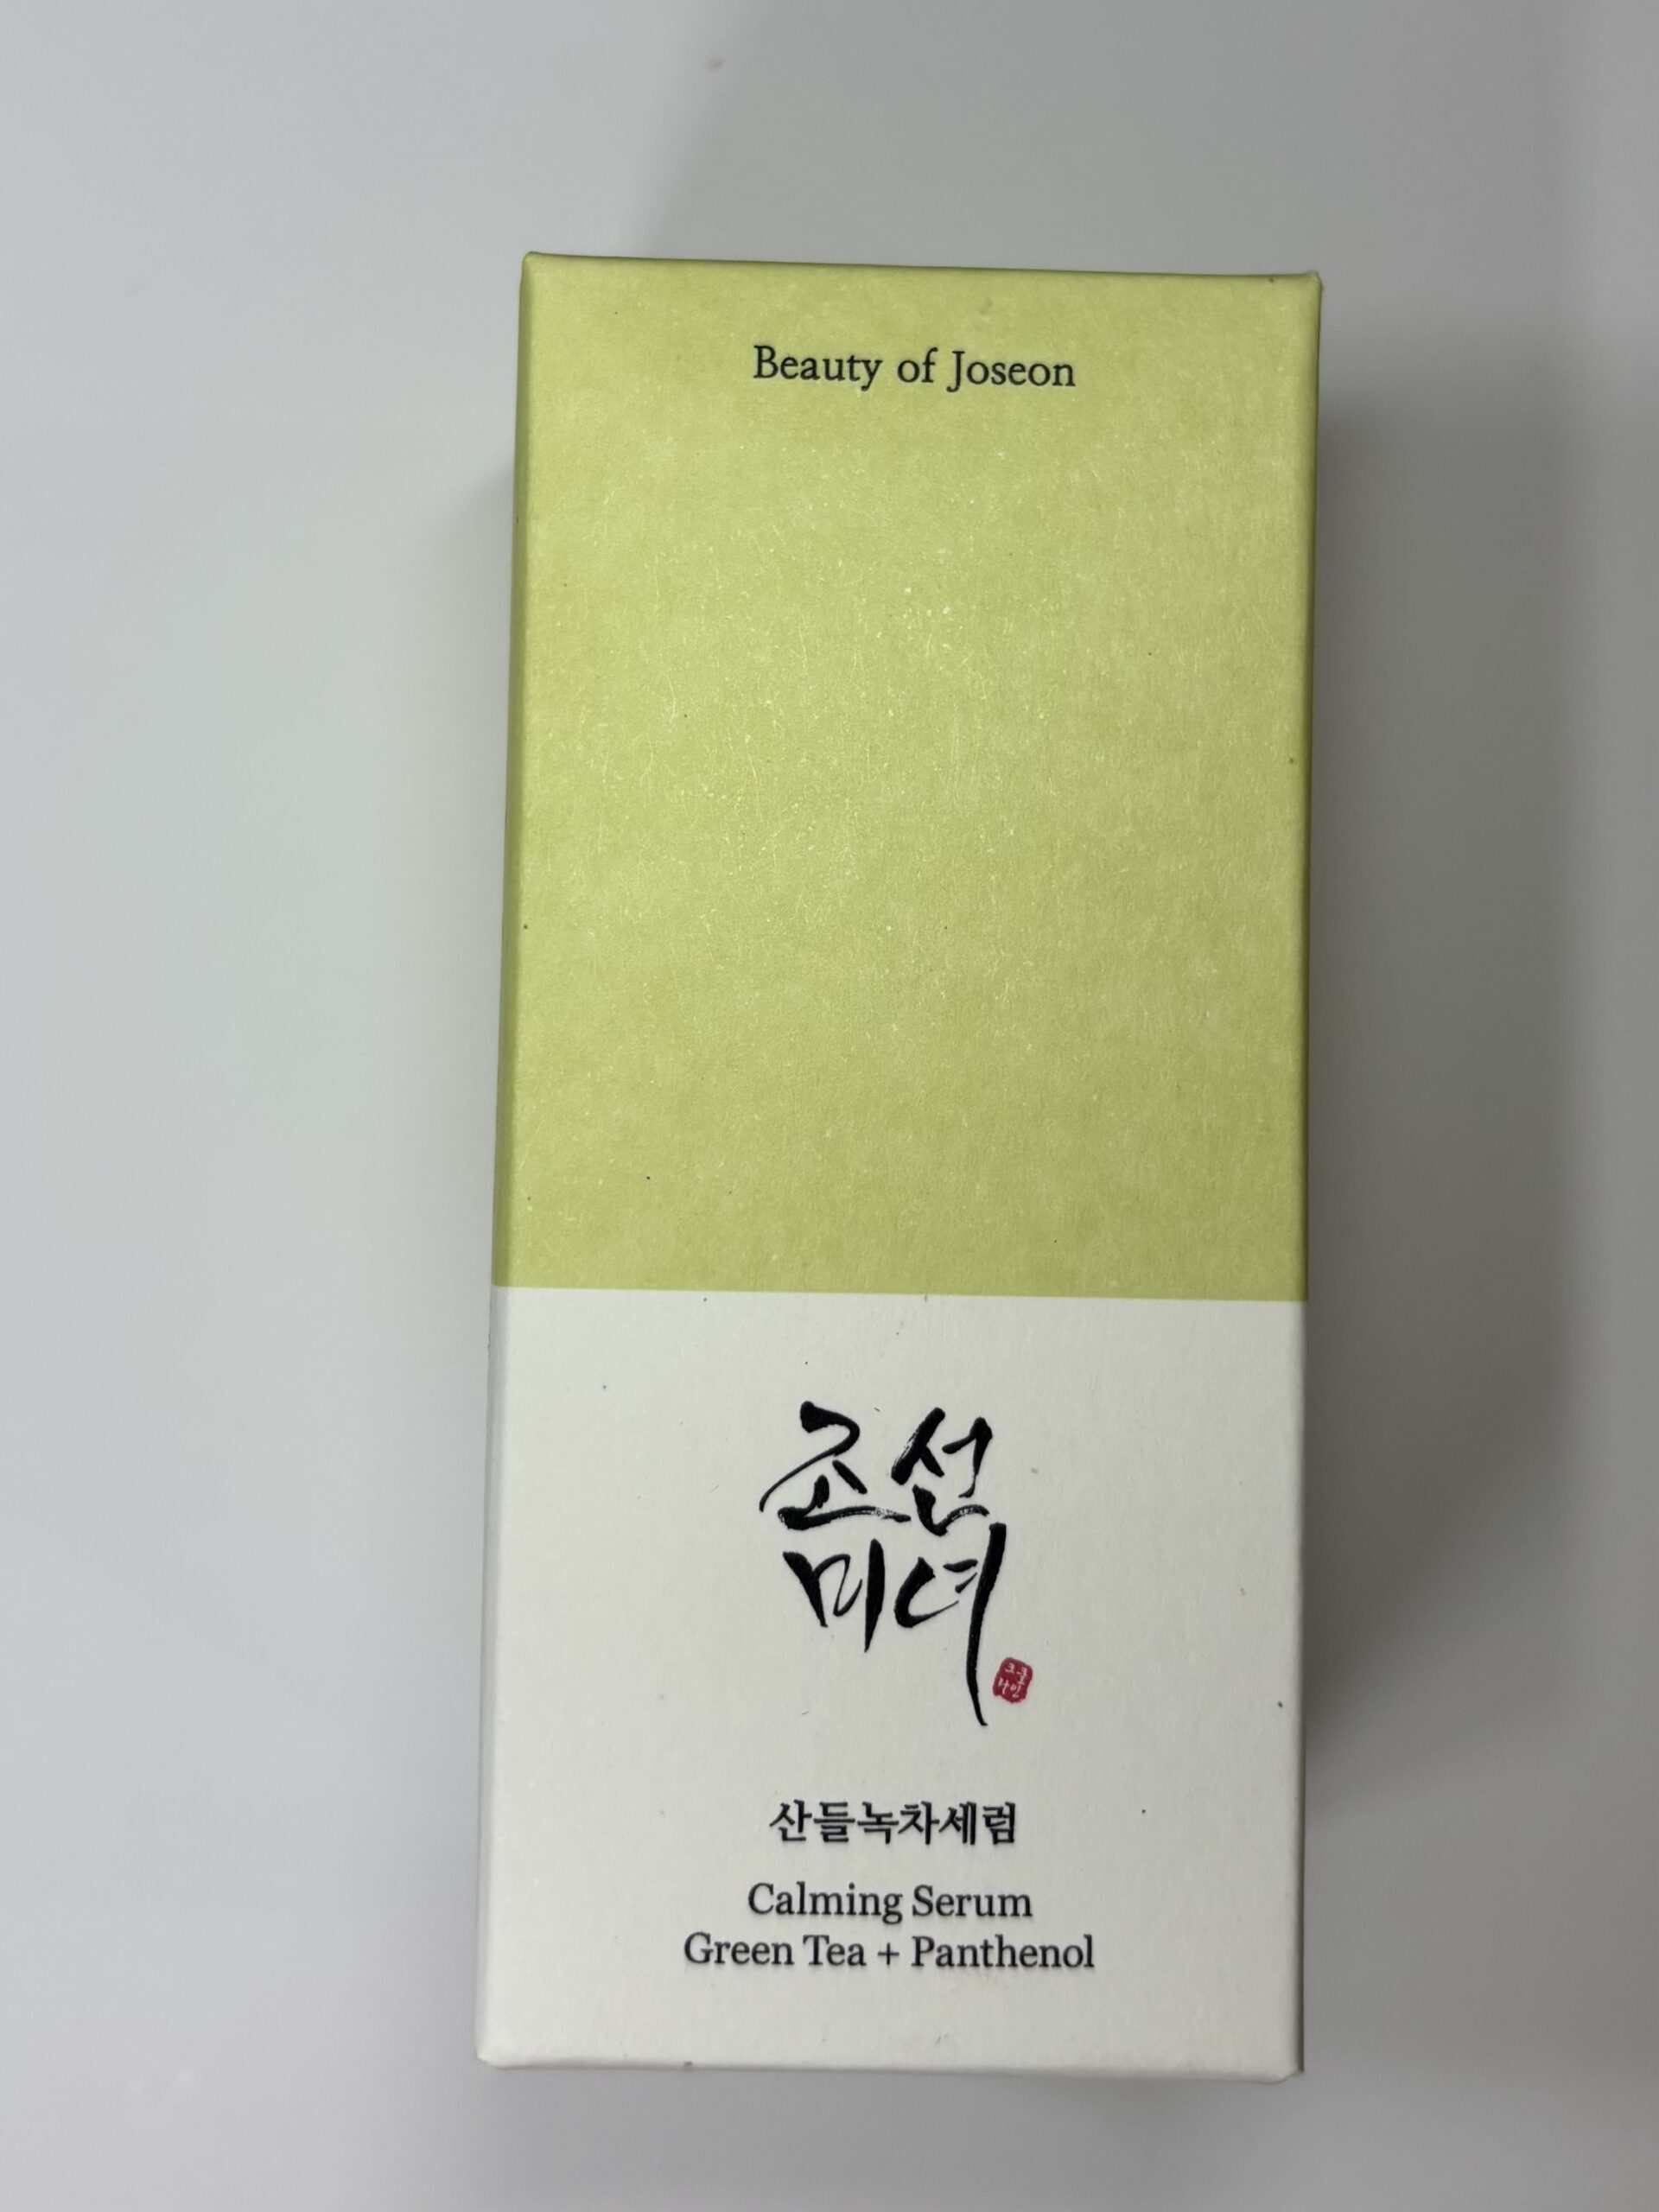 Beauty of Joseon
조선
미녀
산들녹차세럼
Calming Serum
Green Tea + Panthenol